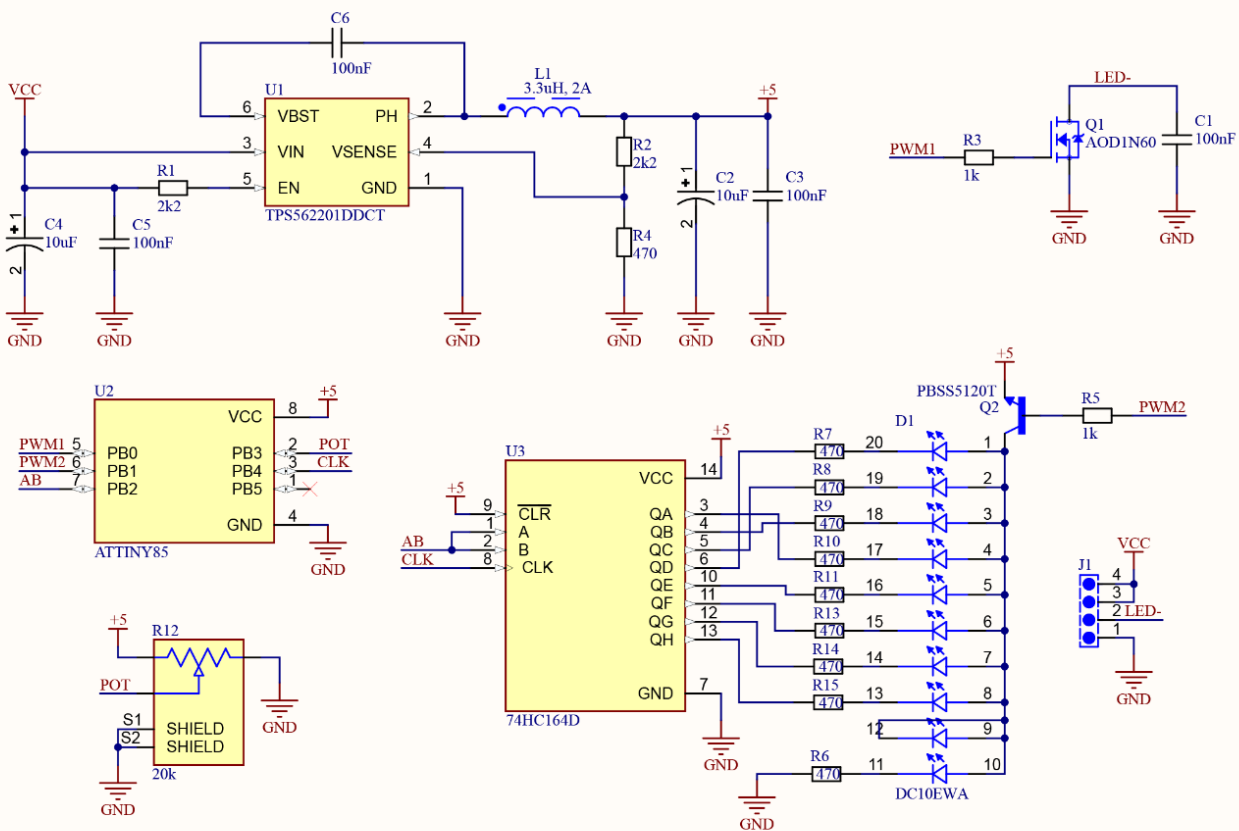 C6
100nF
VCC
U1
L1
3.3uH, 2A
+5
6 VBST PH 2
3 VIN VSENSE 4
5 EN GND 1
TPS562201DDCT
R1
2k2
R2
2k2
R4
470
C4
10uF
+ 1
2
C5
100nF
C2
10uF
+ 1
2
C3
100nF
GND
GND
GND
GND
GND
GND
LED-
PWM1
R3
1k
Q1
AOD1N60
C1
100nF
GND
GND
U2
VCC 8 +5
PWM1 5 PB0 PB3 2 POT
PWM2 6 PB1 PB4 3 CLK
AB 7 PB2 PB5 1
GND 4
ATTINY85
GND
+5
R12
POT
GND
S1 SHIELD
S2 SHIELD
20k
GND
U3
+5
VCC 14
+5
9 CLR
1 A
2 B
8 CLK
AB
CLK
QA 3
QB 4
QC 5
QD 6
QE 10
QF 11
QG 12
QH 13
GND 7
74HC164D
GND
+5
PBSS5120T
Q2
R5
1k
PWM2
D1
R7
470 20 1
R8
470 19 2
R9
470 18 3
R10
470 17 4
R11
470 16 5
R13
470 15 6
R14
470 14 7
R15
470 13 8
12 9
R6
470 11 10
DC10EWA
GND
VCC
J1
4
3
2 LED-
1
GND